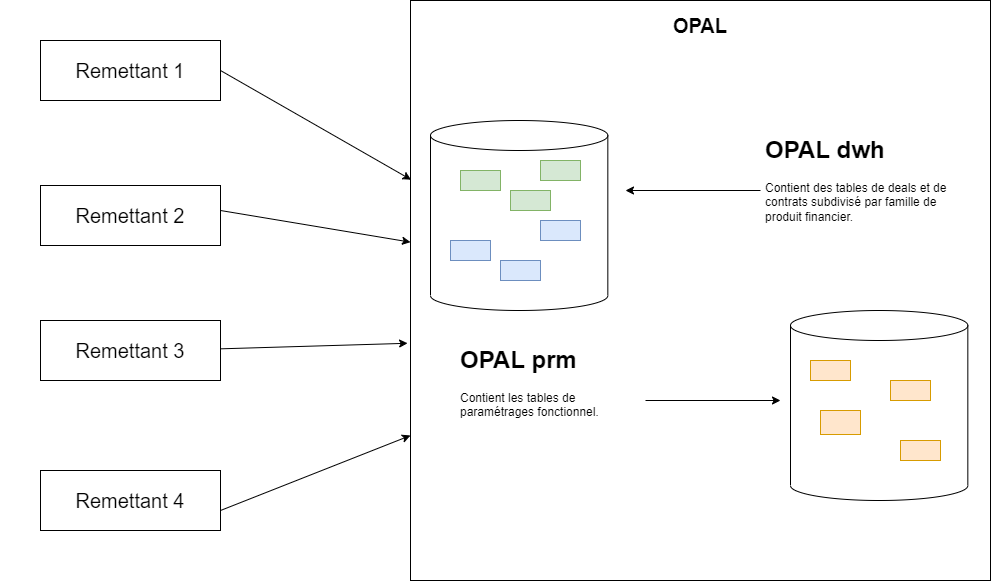 OPAL
Remettant 1
Remettant 2
Remettant 3
Remettant 4
OPAL dwh
Contient des tables de deals et de
contrats subdivisé par famille de
produit financier.
OPAL prm
Contient les tables de
paramétrages fonctionnel.